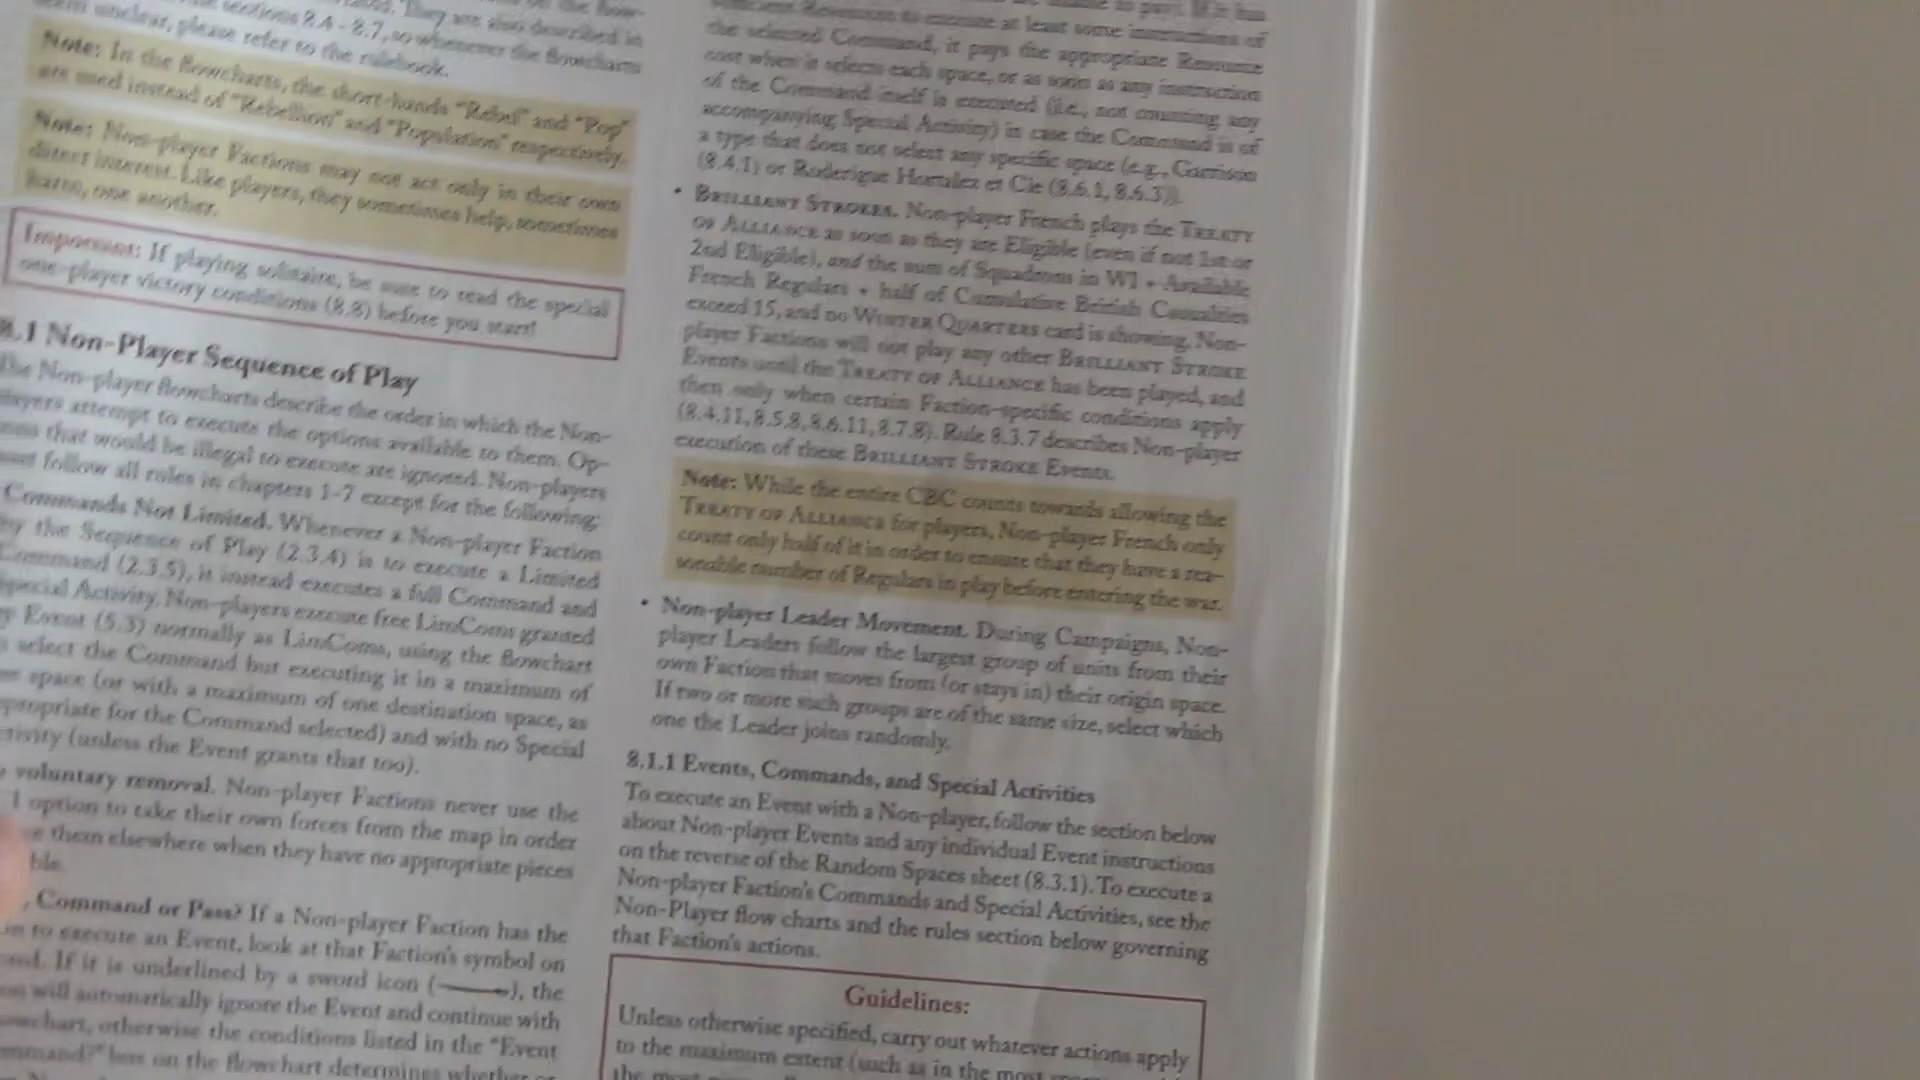 the sections 8.4 - 8.7, so whenever the flowcharts
seem unclear, please refer to the rulebook.
Note: In the flowcharts, the short-hands "Rebel" and "Pop"
are used instead of "Rebellion" and "Population" respectively.
Note: Non-player Factions may not act only in their own
direct interest. Like players, they sometimes help, sometimes
harm, one another.
Important: If playing solitaire, be sure to read the special
one-player victory conditions (8.8) before you start!
8.1 Non-Player Sequence of Play
The Non-player flowcharts describe the order in which the Non-
players attempt to execute the options available to them. Op-
tions that would be illegal to execute are ignored. Non-players
must follow all rules in chapters 1-7 except for the following:
Commands Not Limited. Whenever a Non-player Faction
by the Sequence of Play (2.3.4) is to execute a Limited
Command (2.3.5), it instead executes a full Command and
Special Activity. Non-players execute free LimComs granted
Event (5.3) normally as LimComs, using the flowchart
select the Command but executing it in a maximum of
space (or with a maximum of one destination space, as
appropriate for the Command selected) and with no Special
Activity (unless the Event grants that too).
voluntary removal. Non-player Factions never use the
1 option to take their own forces from the map in order
them elsewhere when they have no appropriate pieces
Command or Pass? If a Non-player Faction has the
to execute an Event, look at that Faction's symbol on
If it is underlined by a sword icon (), the
will automatically ignore the Event and continue with
flowchart, otherwise the conditions listed in the "Event
Command?" box on the flowchart determines whether or
sufficient Resources to execute at least some instructions of
the selected Command, it pays the appropriate Resource
cost when it selects each space, or as soon as any instruction
of the Command itself is executed (i.e., not counting any
accompanying Special Activity) in case the Command is of
a type that does not select any specific space (e.g., Garrison
(8.4.1) or Roderigue Hortalez et Cie (8.6.1, 8.6.3)).
• BRILLIANT STROKES. Non-player French plays the TREATY
OF ALLIANCE as soon as they are Eligible (even if not 1st or
2nd Eligible), and the sum of Squadrons in WI + Available
French Regulars + half of Cumulative British Casualties
exceed 15, and no WINTER QUARTERS card is showing. Non-
player Factions will not play any other BRILLIANT STROKE
Events until the TREATY OF ALLIANCE has been played, and
then only when certain Faction-specific conditions apply
(8.4.11, 8.5.8, 8.6.11, 8.7.8). Rule 8.3.7 describes Non-player
execution of these BRILLIANT STROKE Events.
Note: While the entire CBC counts towards allowing the
TREATY OF ALLIANCE for players, Non-player French only
count only half of it in order to ensure that they have a rea-
sonable number of Regulars in play before entering the war.
• Non-player Leader Movement. During Campaigns, Non-
player Leaders follow the largest group of units from their
own Faction that moves from (or stays in) their origin space.
If two or more such groups are of the same size, select which
one the Leader joins randomly.
8.1.1 Events, Commands, and Special Activities
To execute an Event with a Non-player, follow the section below
about Non-player Events and any individual Event instructions
on the reverse of the Random Spaces sheet (8.3.1). To execute a
Non-player Faction's Commands and Special Activities, see the
Non-Player flow charts and the rules section below governing
that Faction's actions.
Guidelines:
Unless otherwise specified, carry out whatever actions apply
to the maximum extent (such as in the most